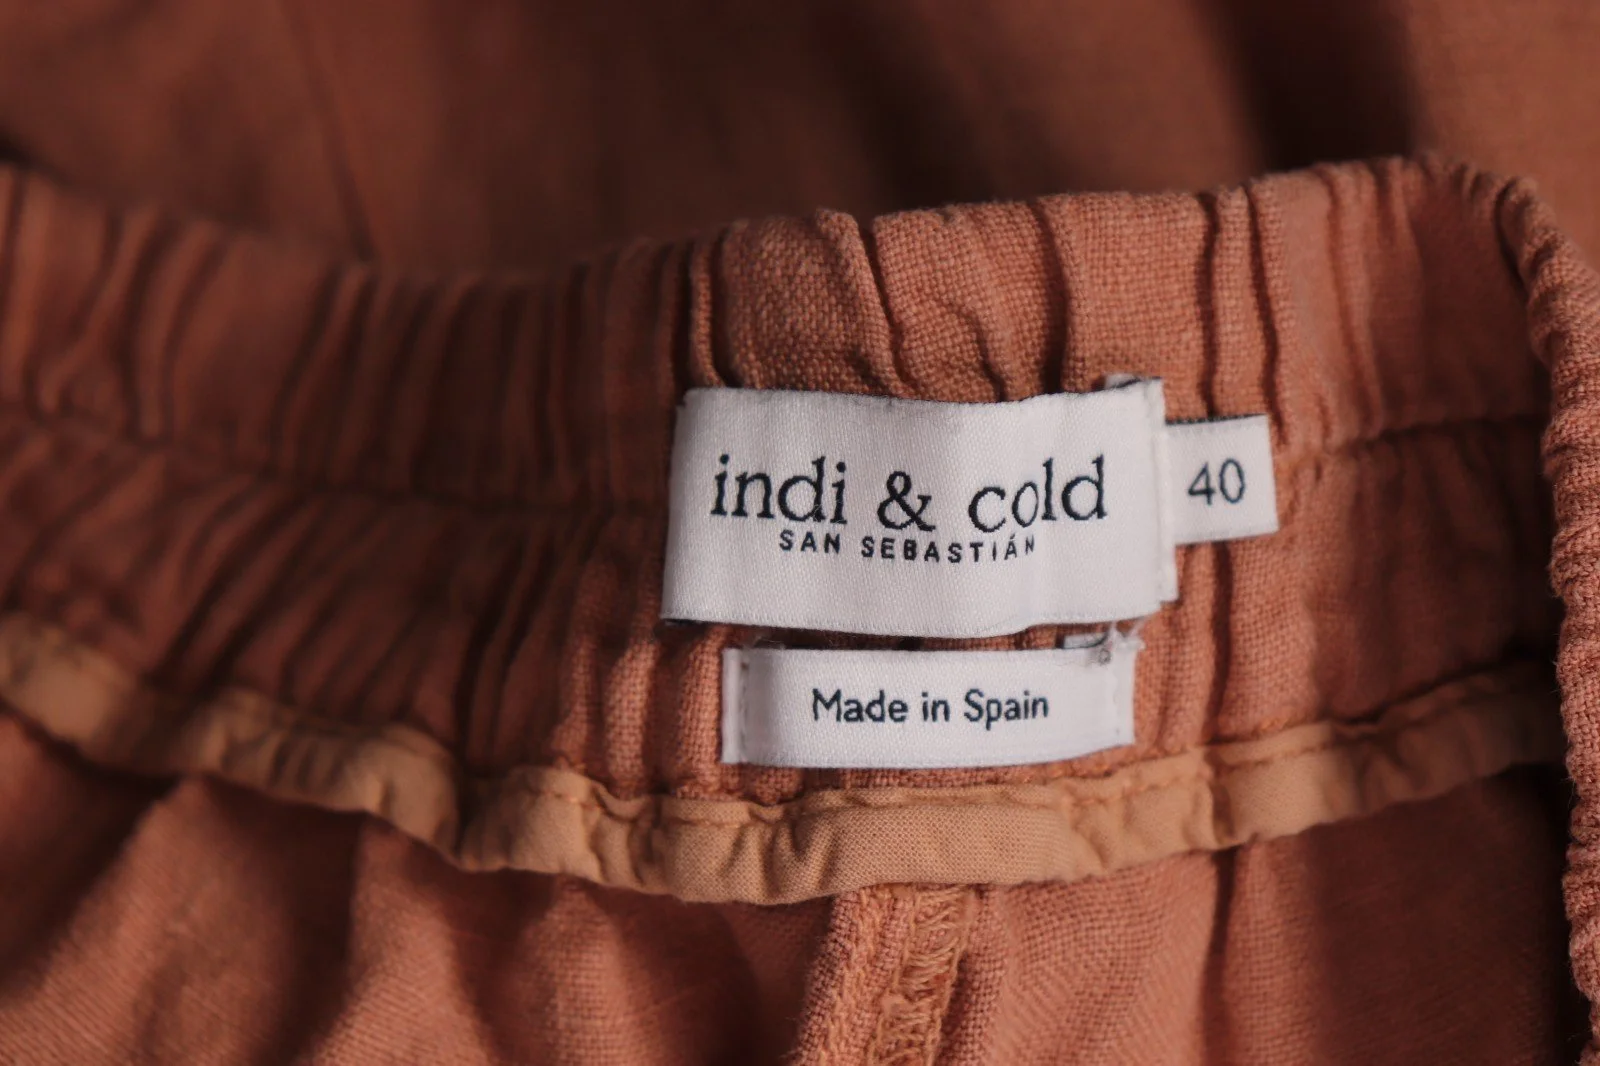 indi & cold
SAN SEBASTIÁN
40
Made in Spain